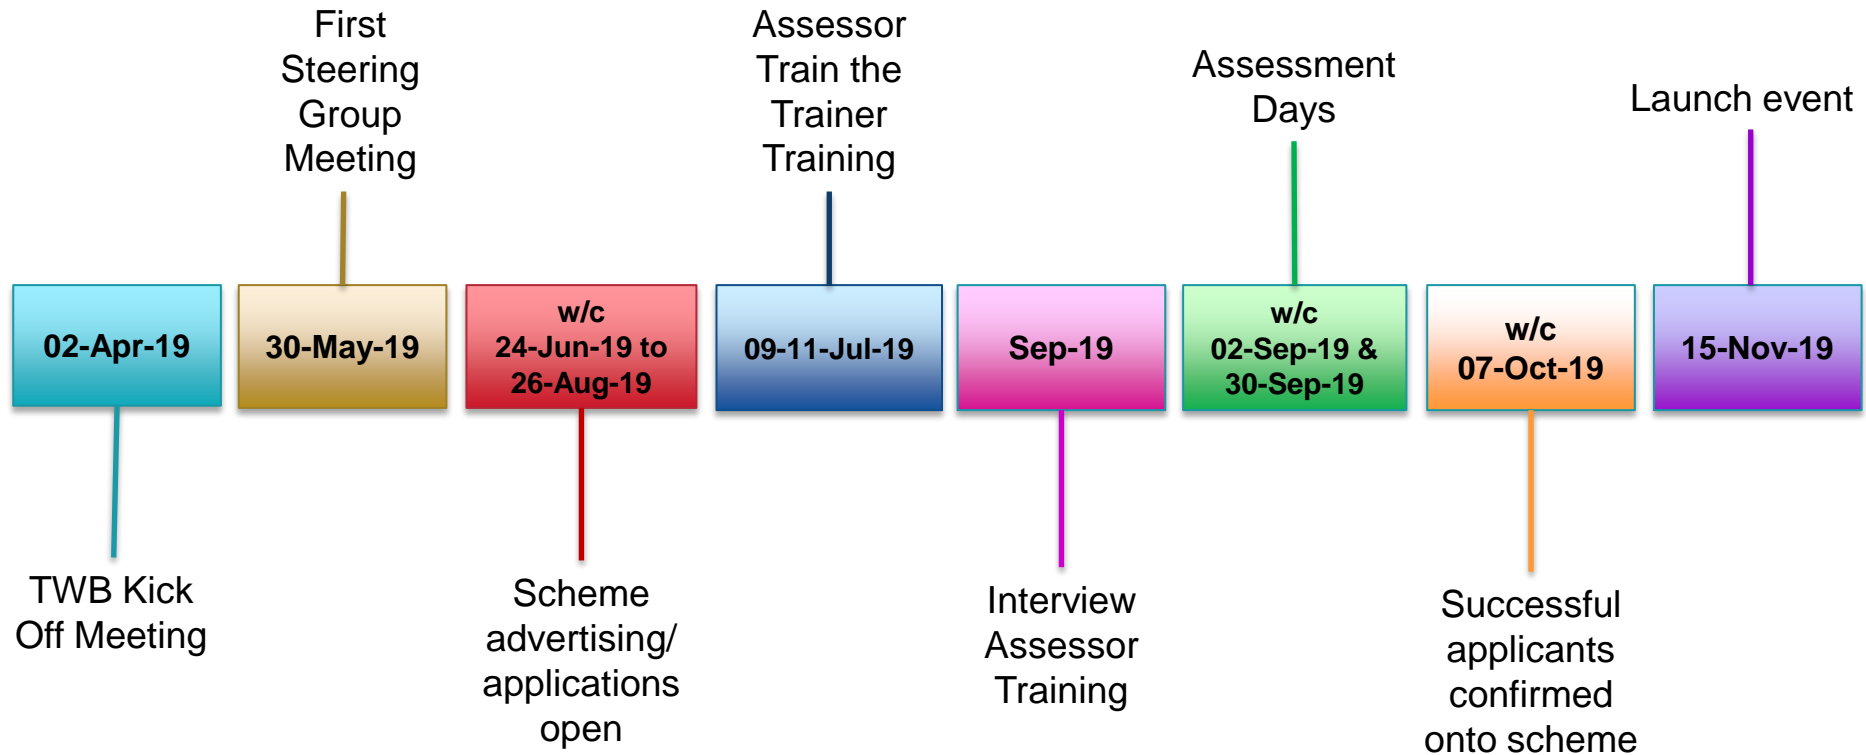 First
Steering
Group
Meeting
Assessor
Train the
Trainer
Training
Assessment
Days
Launch event
02-Apr-19
30-May-19
w/c
24-Jun-19 to
26-Aug-19
09-11-Jul-19
Sep-19
w/c
02-Sep-19 &
30-Sep-19
w/c
07-Oct-19
15-Nov-19
TWB Kick
Off Meeting
Scheme
advertising/
applications
open
Interview
Assessor
Training
Successful
applicants
confirmed
onto scheme